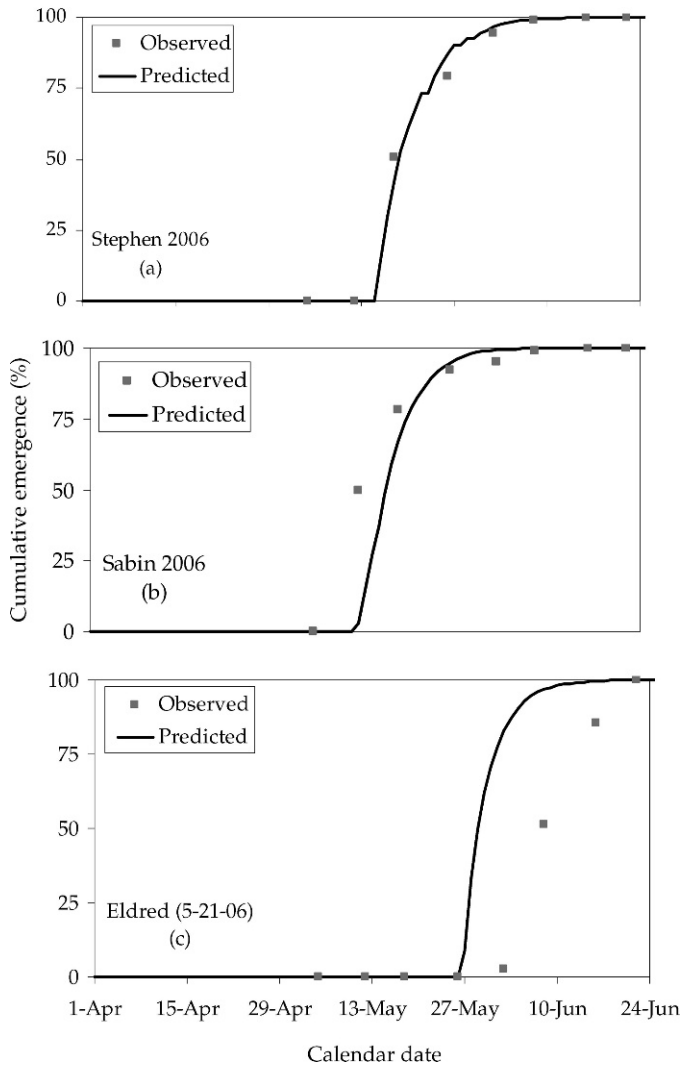 100
75
50
25
0
Observed
Predicted
Stephen 2006
(a)
100
75
50
25
0
Observed
Predicted
Sabin 2006
(b)
Cumulative emergence (%)
100
75
50
25
0
Observed
Predicted
Eldred (5-21-06)
(c)
1-Apr 15-Apr 29-Apr 13-May 27-May 10-Jun 24-Jun
Calendar date